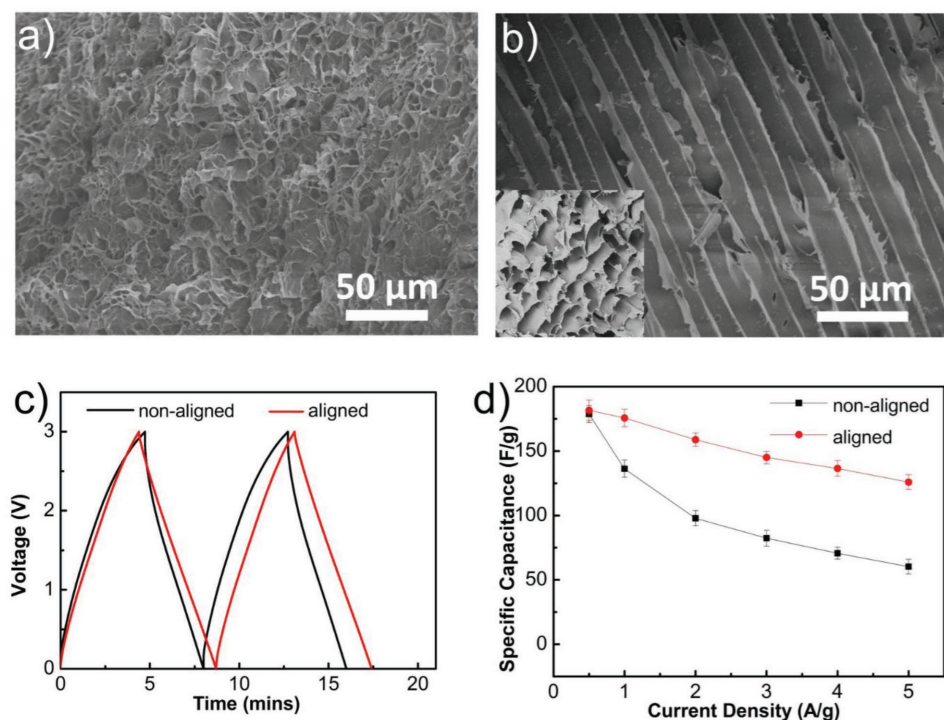 a)
50 µm
b)
50 µm
c)
non-aligned
aligned
3
2
1
0
Voltage (V)
0
5
10
15
20
Time (mins)
d)
non-aligned
aligned
200
150
100
50
0
Specific Capacitance (F/g)
1
2
3
4
5
Current Density (A/g)